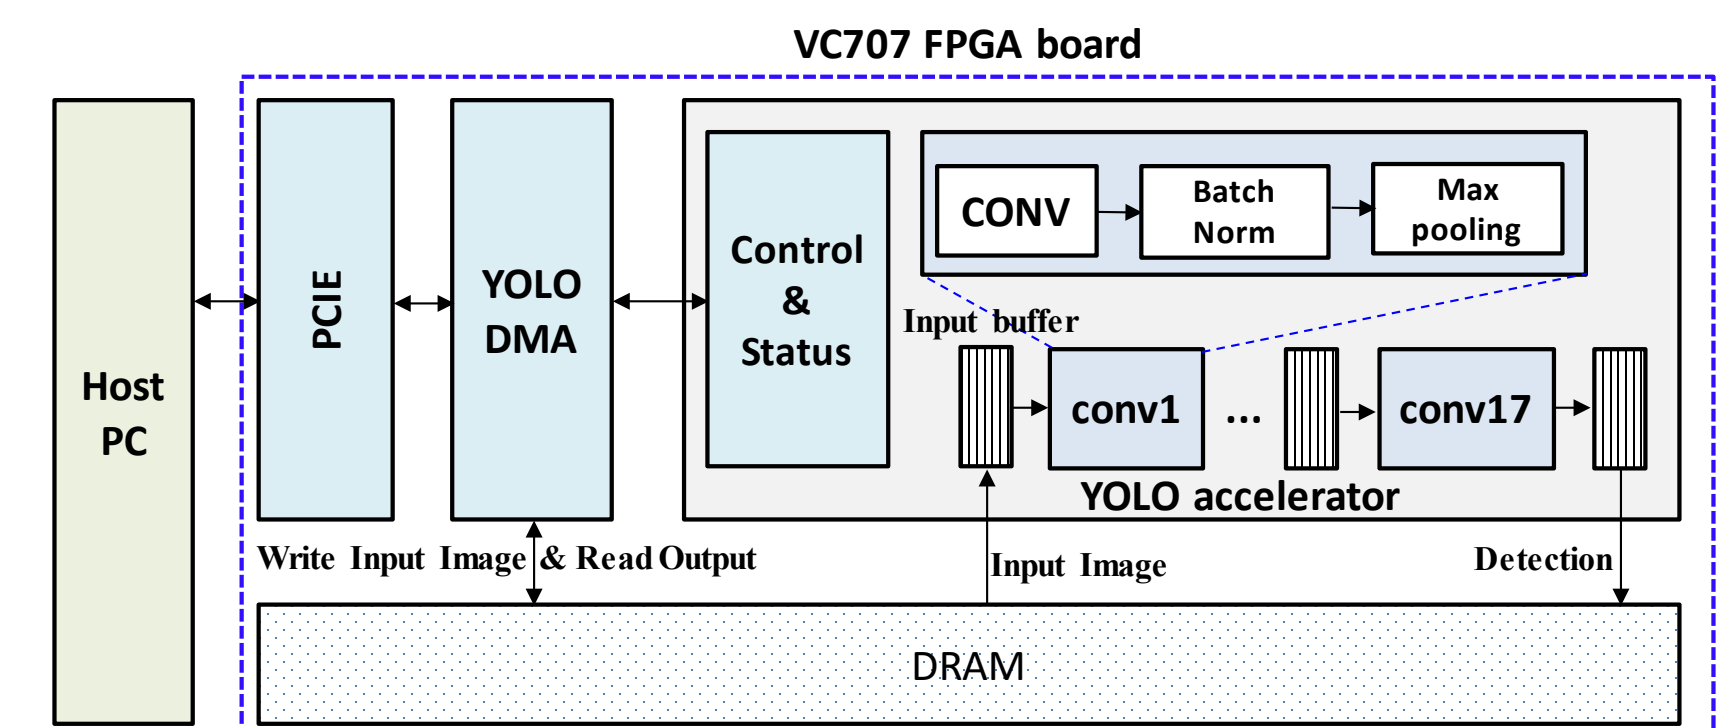 VC707 FPGA board
Host
PC
PCIE
YOLO
DMA
Control
&
Status
CONV
Batch
Norm
Max
pooling
Input buffer
conv1
...
conv17
YOLO accelerator
Write Input Image & Read Output
Input Image
Detection
DRAM